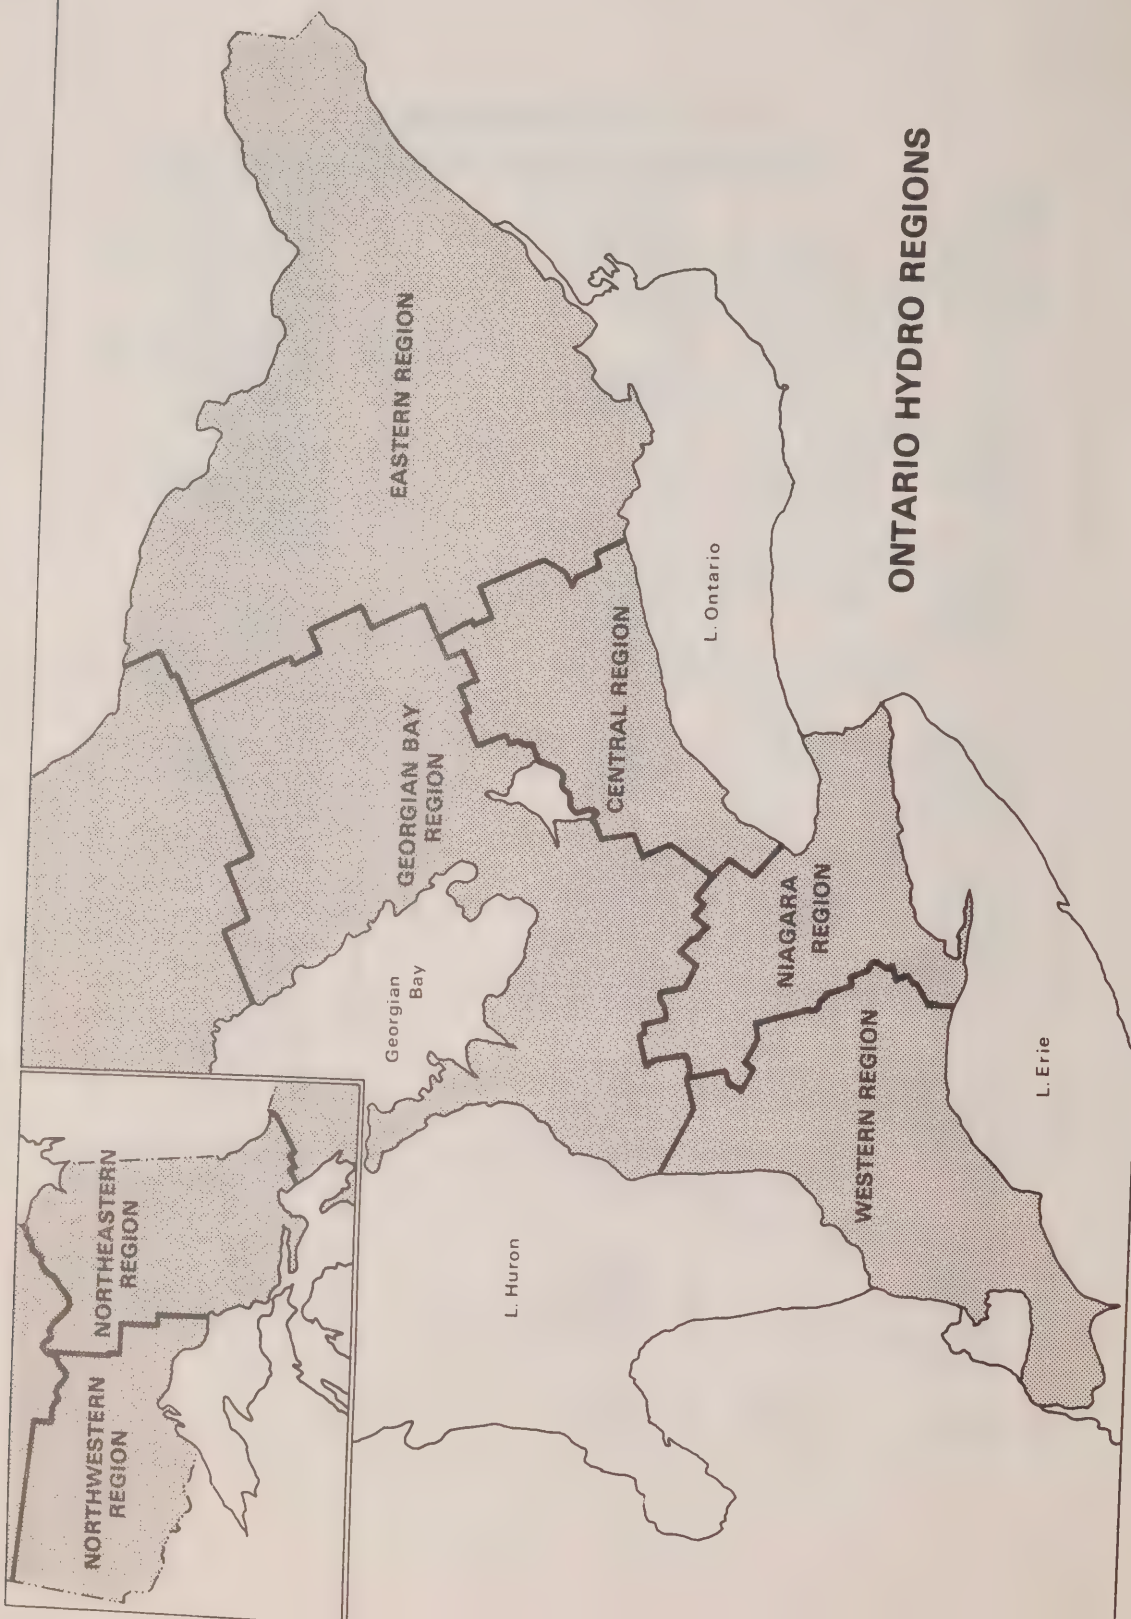 NORTHWESTERN
REGION
NORTHEASTERN
REGION
Georgian
Bay
GEORGIAN BAY
REGION
EASTERN REGION
L. Huron
CENTRAL REGION
L. Ontario
NIAGARA
REGION
WESTERN REGION
L. Erie
ONTARIO HYDRO REGIONS